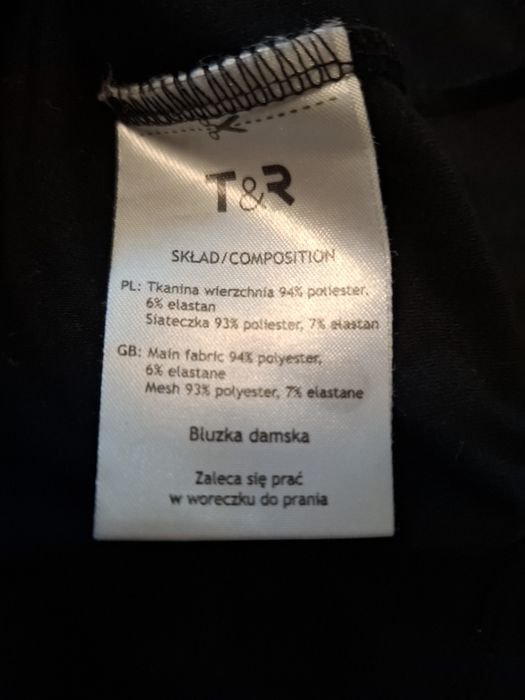 T&R
SKŁAD/COMPOSITION
PL: Tkanina wierzchnia 94% poliester,
6% elastan
Siateczka 93% poliester, 7% elastan
GB: Main fabric 94% polyester,
6% elastane
Mesh 93% polyester, 7% elastane
Bluzka damska
Zaleca się prać
w woreczku do prania